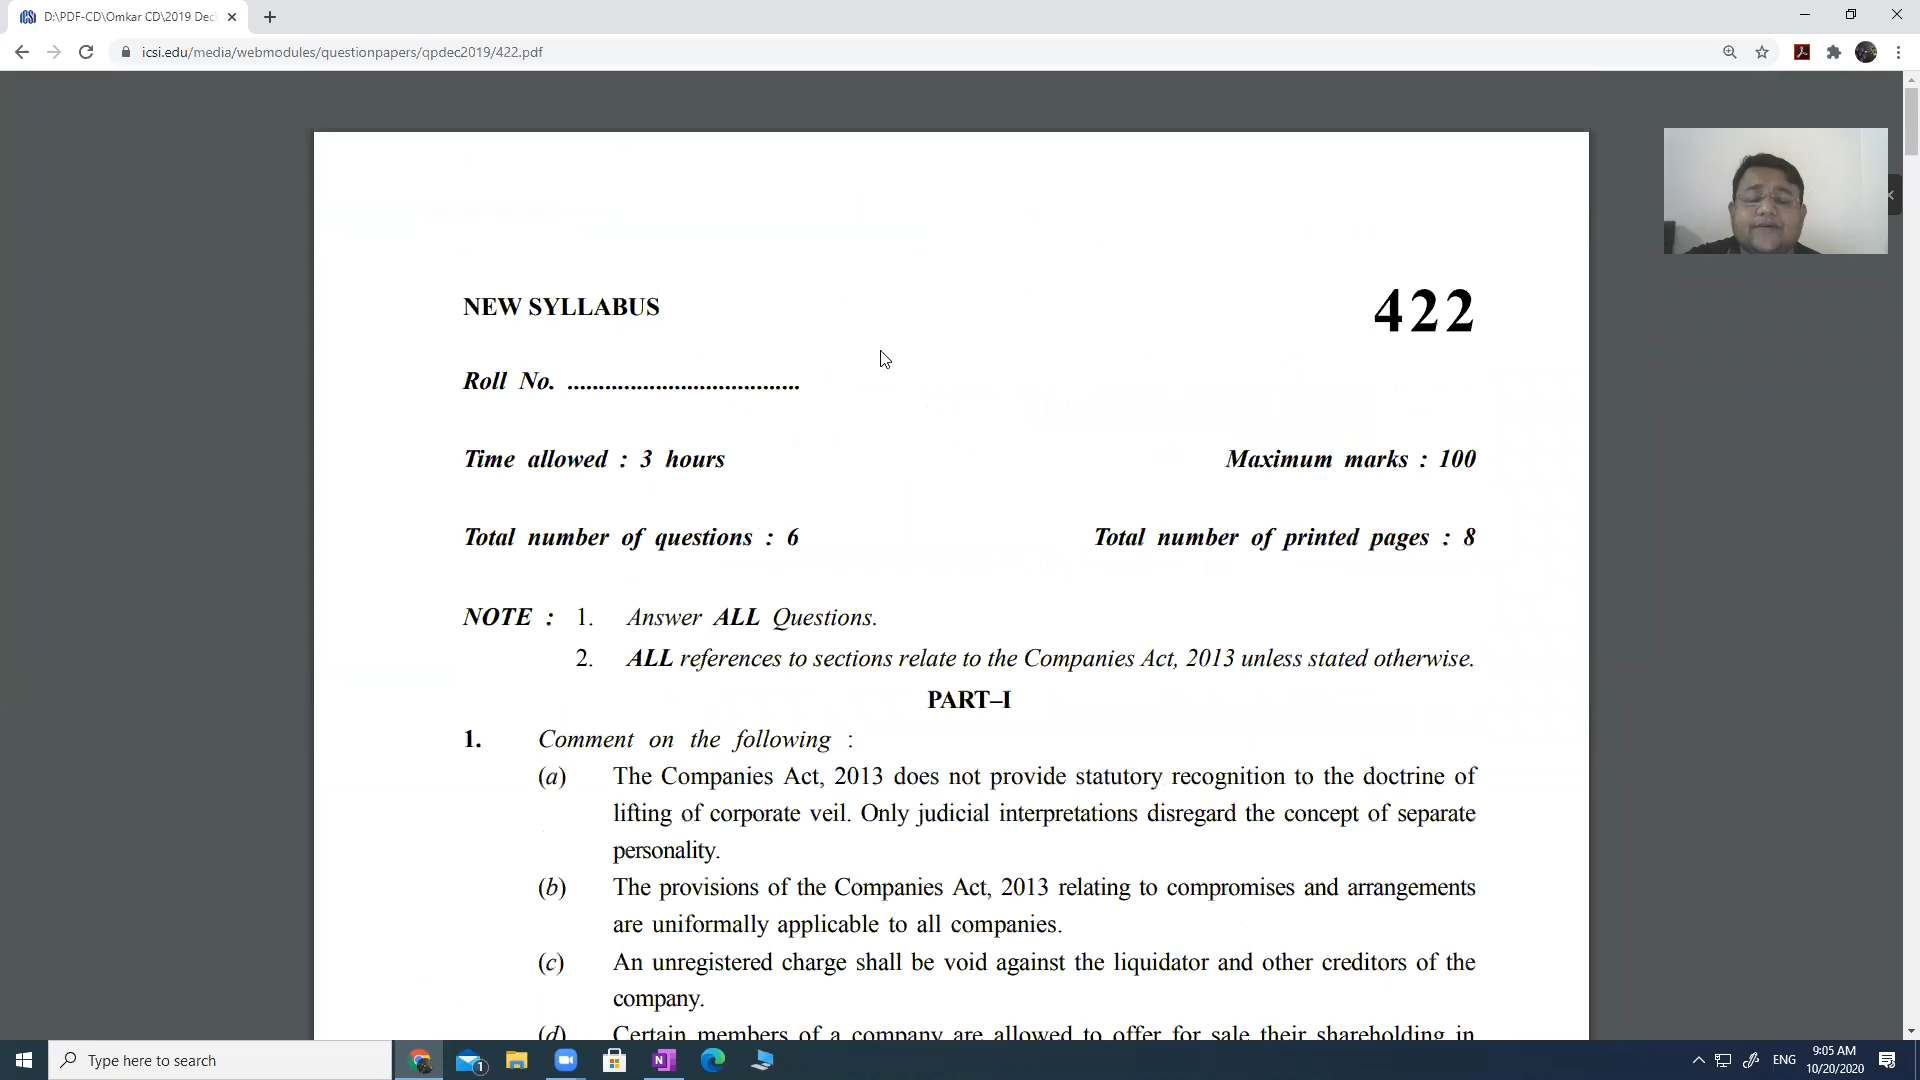 D:\PDF-CD\Omkar CD\2019 Dec\
icsi.edu/media/webmodules/questionpapers/qpdec2019/422.pdf
NEW SYLLABUS 422
Roll No. .....................................
Time allowed : 3 hours Maximum marks : 100
Total number of questions : 6 Total number of printed pages : 8
NOTE : 1. Answer ALL Questions.
2. ALL references to sections relate to the Companies Act, 2013 unless stated otherwise.
PART–I
1. Comment on the following :
(a) The Companies Act, 2013 does not provide statutory recognition to the doctrine of
lifting of corporate veil. Only judicial interpretations disregard the concept of separate
personality.
(b) The provisions of the Companies Act, 2013 relating to compromises and arrangements
are uniformally applicable to all companies.
(c) An unregistered charge shall be void against the liquidator and other creditors of the
company.
(d) Certain members of a company are allowed to offer for sale their shareholding in
Type here to search
1
N
ENG
9:05 AM
10/20/2020